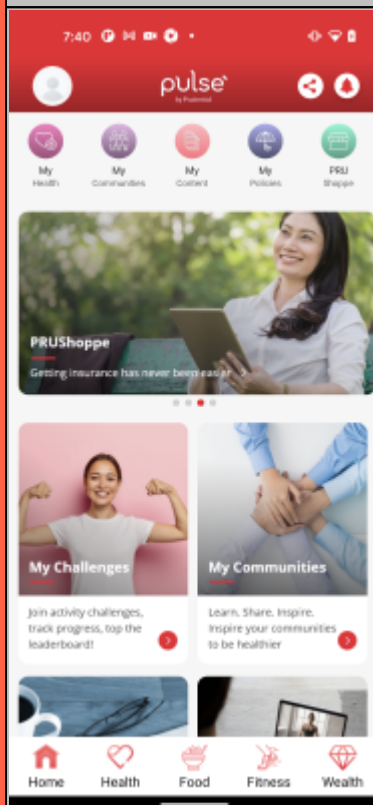 7:40
pulse
by Prudential
My
Health
My
Communities
My
Content
My
Policies
PRU
Shoppe
PRUShoppe
Getting insurance has never been easier >
My Challenges
Join activity challenges,
track progress, top the
leaderboard!
My Communities
Learn. Share. Inspire.
Inspire your communities
to be healthier
Home
Health
Food
Fitness
Wealth